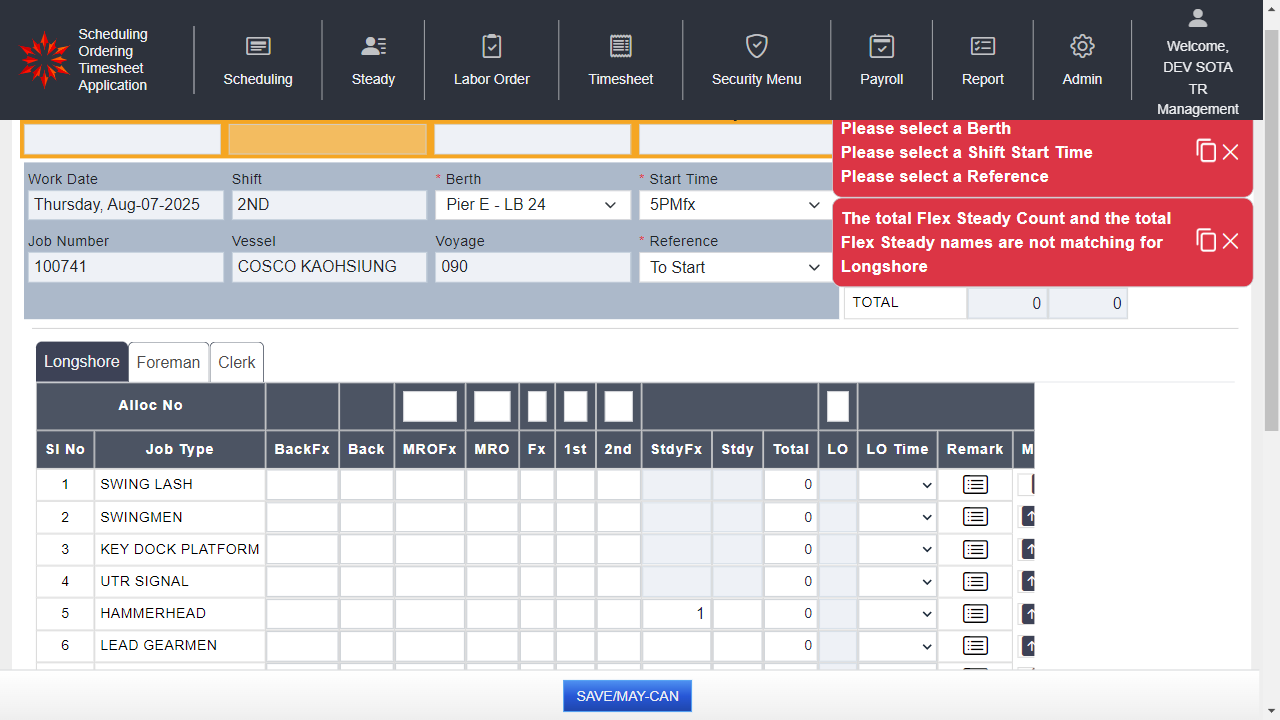 Scheduling
Ordering
Timesheet
Application
Scheduling
Steady
Labor Order
Timesheet
Security Menu
Payroll
Report
Admin
Welcome,
DEV SOTA
TR
Management
Please select a Berth
Please select a Shift Start Time
Please select a Reference
The total Flex Steady Count and the total
Flex Steady names are not matching for
Longshore
Work Date
Shift
* Berth
* Start Time
Thursday, Aug-07-2025
2ND
Pier E - LB 24
5PMfx
Job Number
Vessel
Voyage
* Reference
100741
COSCO KAOHSIUNG
090
To Start
TOTAL 0 0
Longshore
Foreman
Clerk
Alloc No
SI No Job Type BackFx Back MROFx MRO Fx 1st 2nd StdyFx Stdy Total LO LO Time Remark M
1 SWING LASH 0
2 SWINGMEN 0
3 KEY DOCK PLATFORM 0
4 UTR SIGNAL 0
5 HAMMERHEAD 1 0
6 LEAD GEARMEN 0
SAVE/MAY-CAN